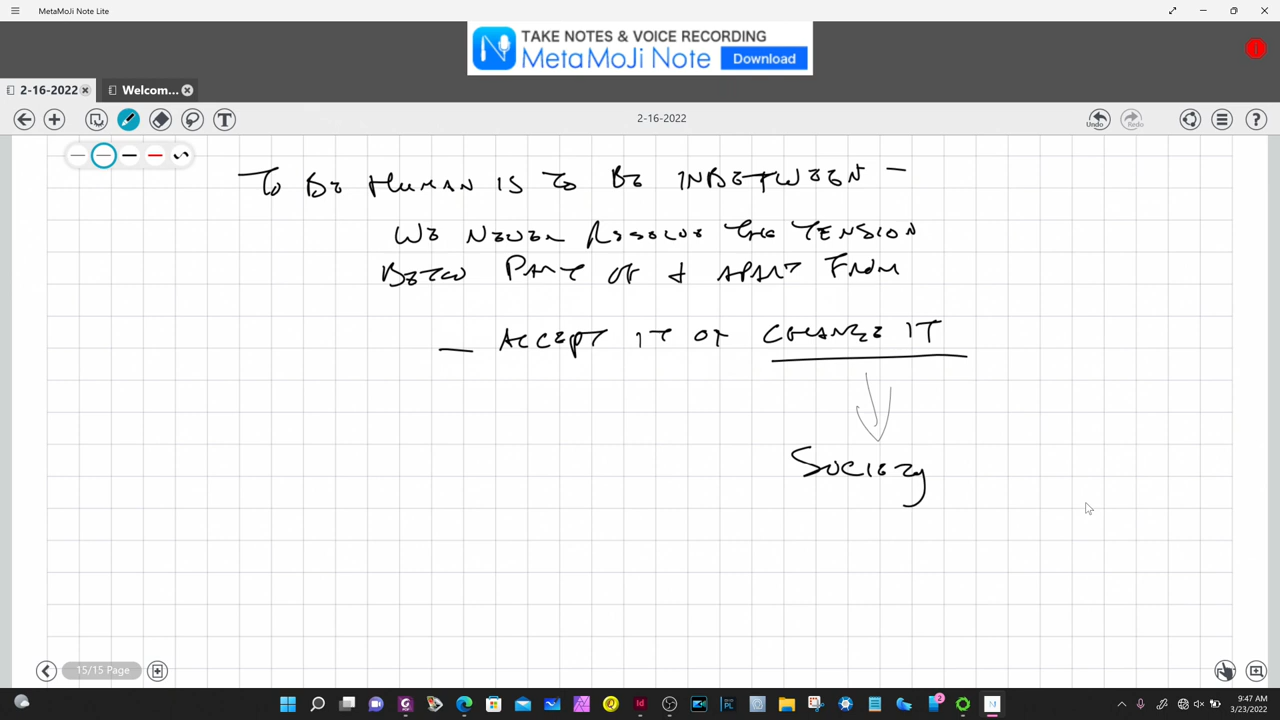 MetaMoJi Note Lite
TAKE NOTES & VOICE RECORDING
MetaMoJi Note Download
2-16-2022 Welcom...
T 2-16-2022 Undo Redo
TO BE HUMAN IS TO BE INBETWEEN -
WE NEVER RESOLVE THE TENSION
BETW PART OF & APART FROM
— ACCEPT IT OR CHANGE IT
SOCIETY
15/15 Page
9:47 AM
3/23/2022